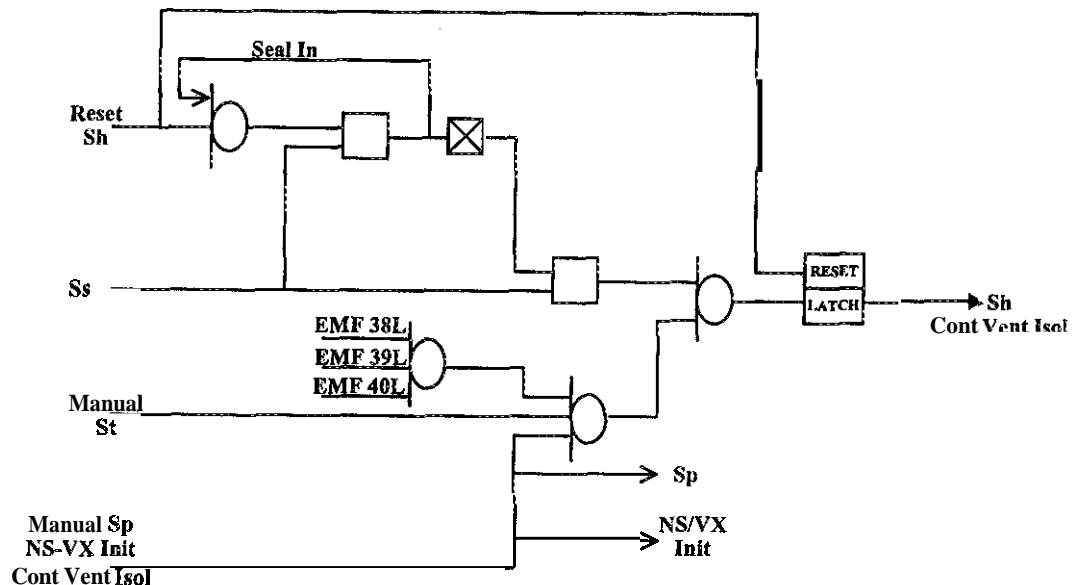 Seal In
Reset
Sh
Ss
RESET
LATCH
Sh
Cont Vent Isol
EMF 38L
EMF 39L
EMF 40L
Manual
St
Sp
Manual Sp
NS-VX Init
Cont Vent Isol
NS/VX
Init